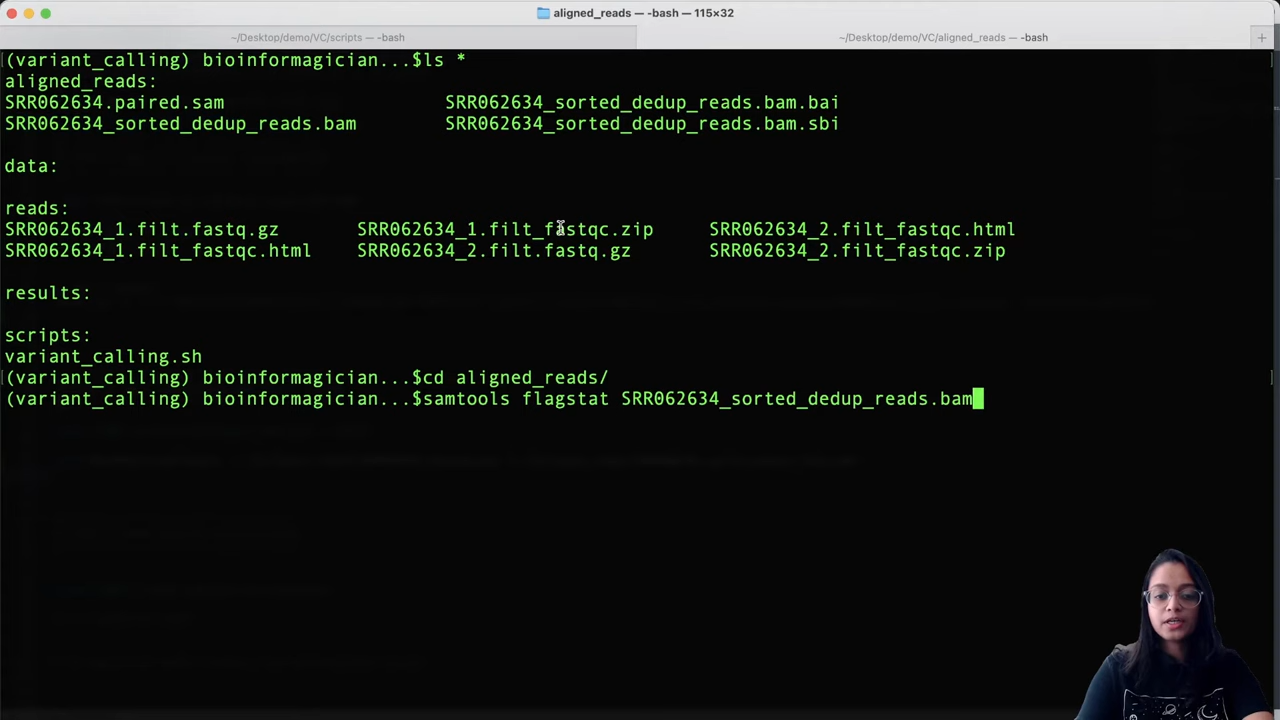 aligned_reads — -bash — 115×32
~/Desktop/demo/VC/scripts — -bash
~/Desktop/demo/VC/aligned_reads — -bash
+
(variant_calling) bioinformagician...$ls *
aligned_reads:
SRR062634.paired.sam SRR062634_sorted_dedup_reads.bam.bai
SRR062634_sorted_dedup_reads.bam SRR062634_sorted_dedup_reads.bam.sbi
data:
reads:
SRR062634_1.filt.fastq.gz SRR062634_1.filt_fastqc.zip SRR062634_2.filt_fastqc.html
SRR062634_1.filt_fastqc.html SRR062634_2.filt.fastq.gz SRR062634_2.filt_fastqc.zip
results:
scripts:
variant_calling.sh
(variant_calling) bioinformagician...$cd aligned_reads/
(variant_calling) bioinformagician...$samtools flagstat SRR062634_sorted_dedup_reads.bam